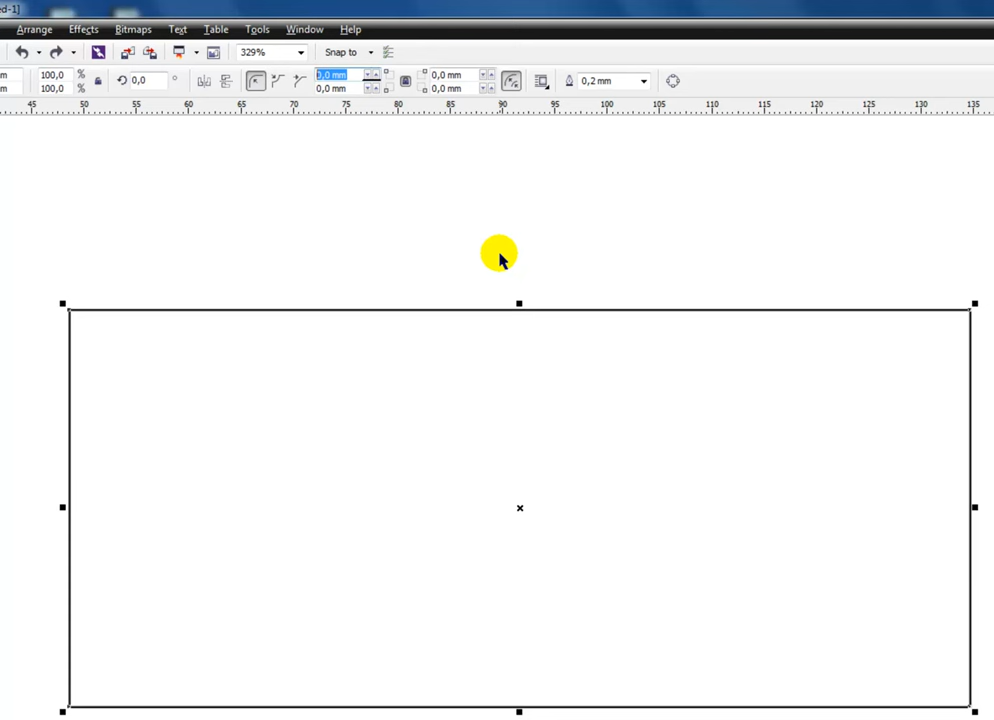 ed-1]
Arrange Effects Bitmaps Text Table Tools Window Help
329% Snap to
m 100,0 % 0,0 ° 0,0 mm 0,0 mm 0,2 mm
m 100,0 % 0,0 mm 0,0 mm
45 50 55 60 65 70 75 80 85 90 95 100 105 110 115 120 125 130 135